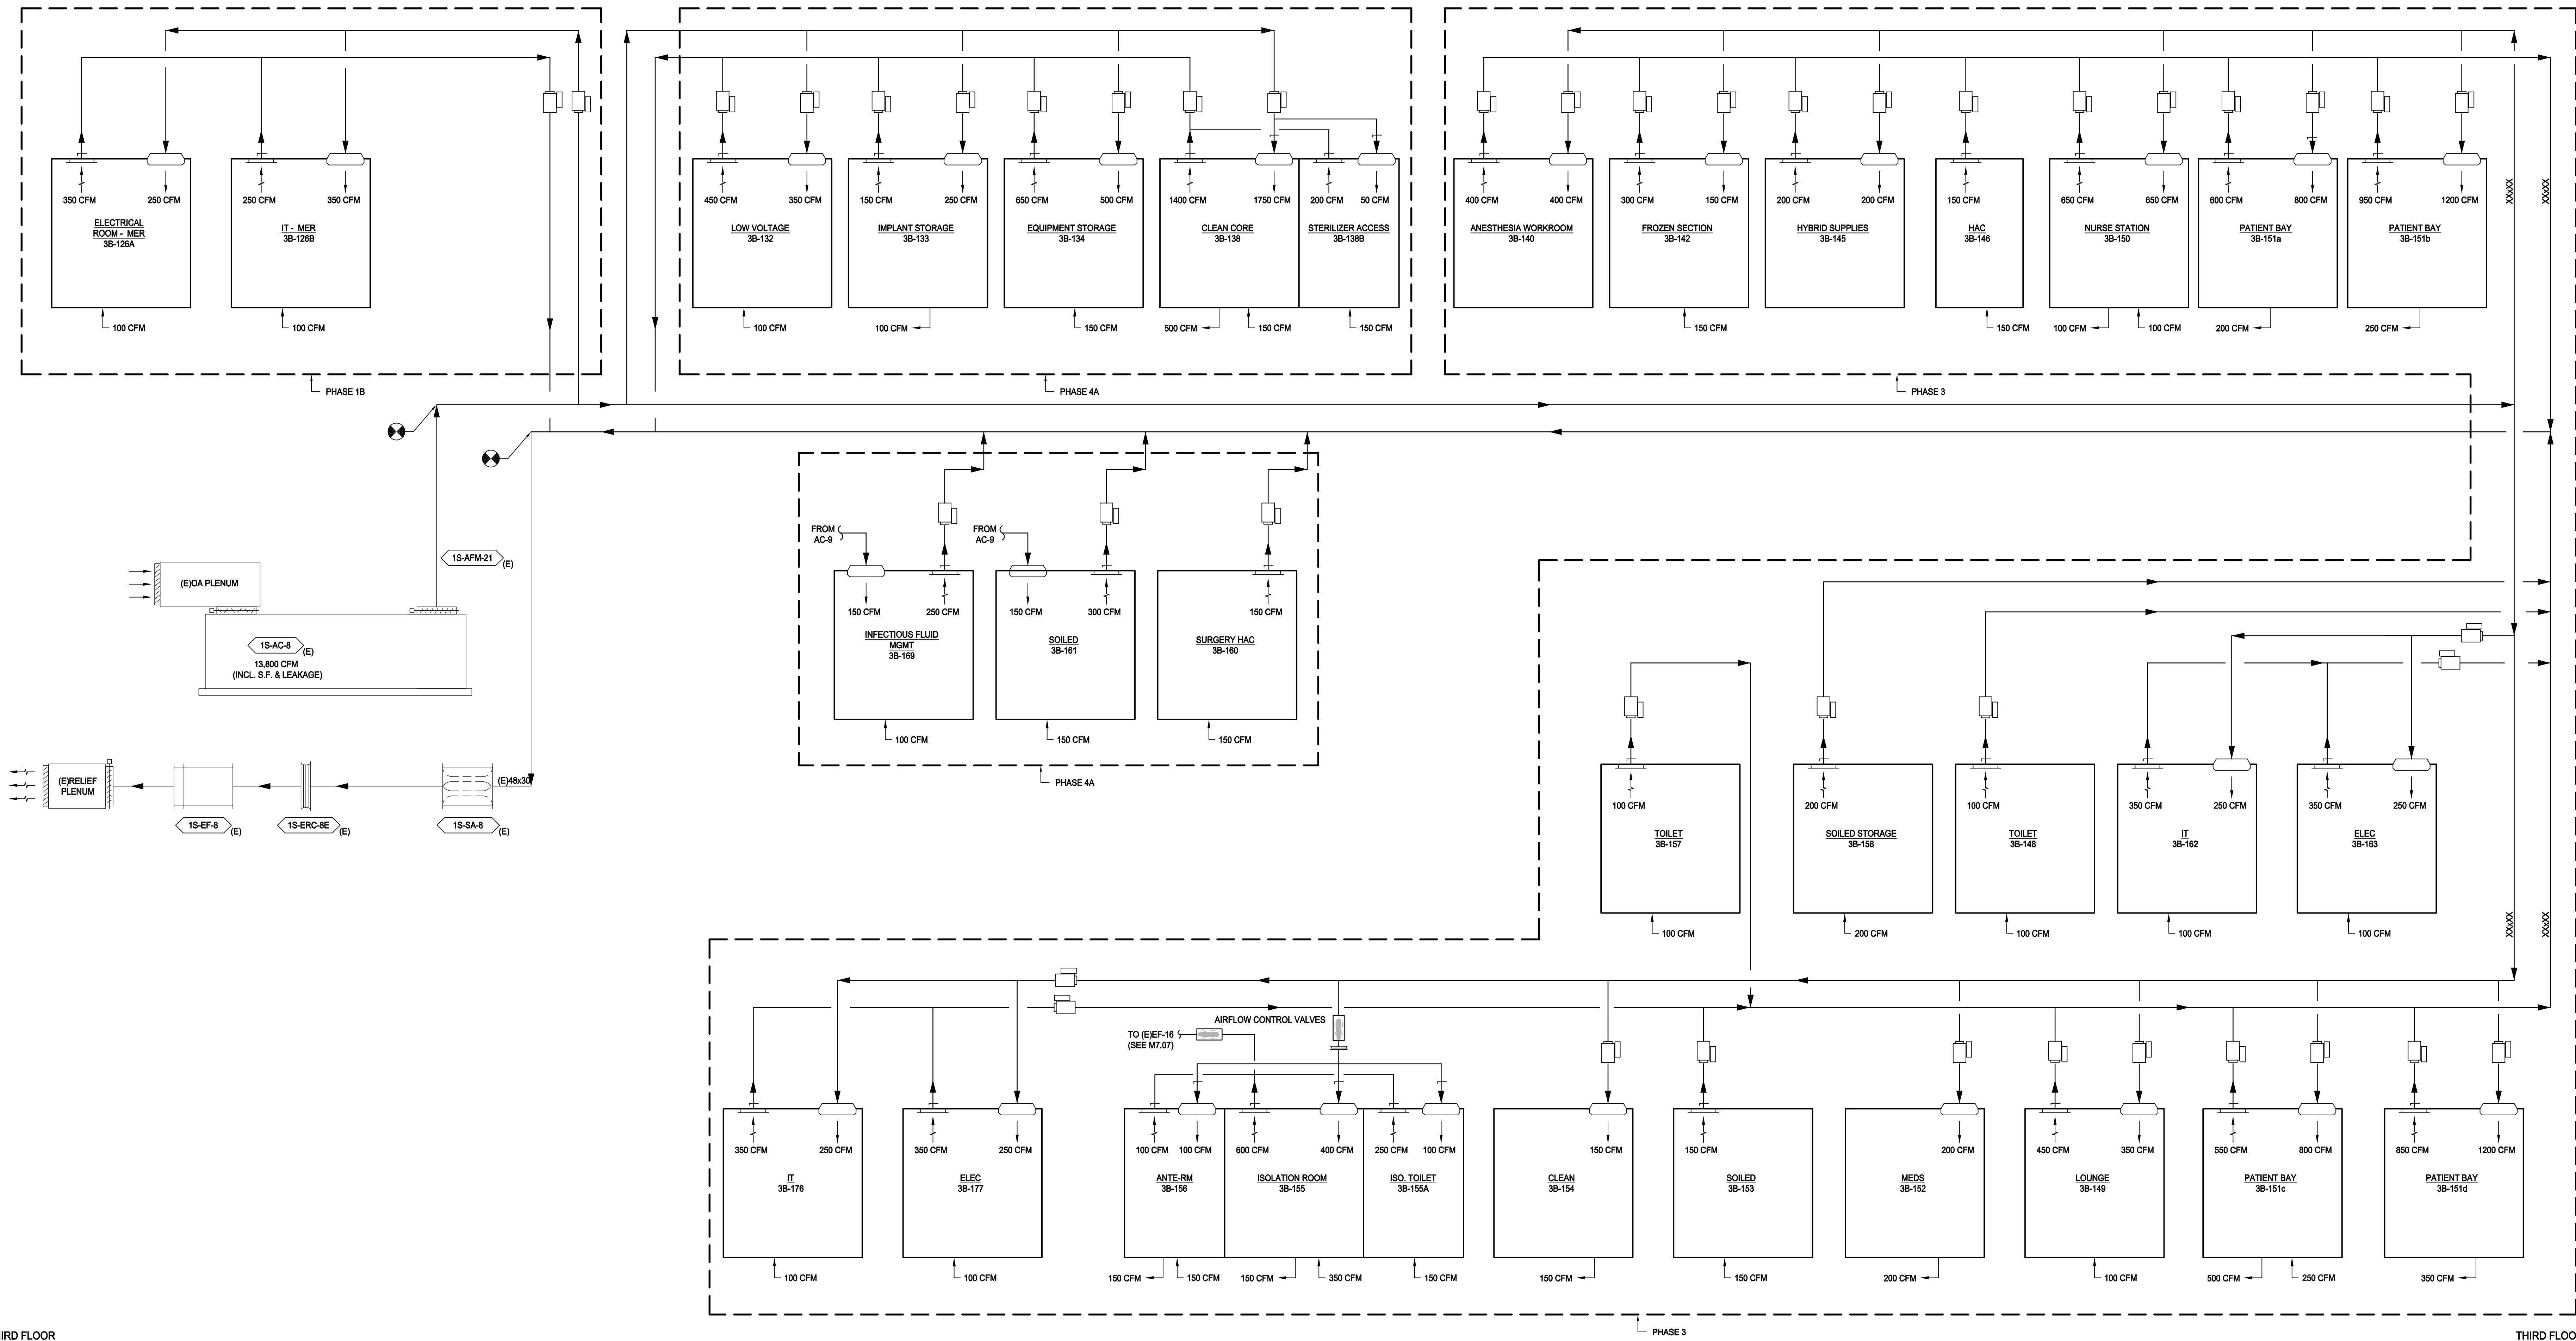 350 CFM
250 CFM
ELECTRICAL
ROOM - MER
3B-126A
100 CFM
250 CFM
350 CFM
IT - MER
3B-126B
100 CFM
PHASE 1B
450 CFM
350 CFM
LOW VOLTAGE
3B-132
100 CFM
150 CFM
250 CFM
IMPLANT STORAGE
3B-133
100 CFM
650 CFM
500 CFM
EQUIPMENT STORAGE
3B-134
150 CFM
1400 CFM
1750 CFM
CLEAN CORE
3B-138
500 CFM
150 CFM
200 CFM
50 CFM
STERILIZER ACCESS
3B-138B
150 CFM
PHASE 4A
400 CFM
400 CFM
ANESTHESIA WORKROOM
3B-140
300 CFM
150 CFM
FROZEN SECTION
3B-142
150 CFM
200 CFM
200 CFM
HYBRID SUPPLIES
3B-145
150 CFM
HAC
3B-146
150 CFM
650 CFM
650 CFM
NURSE STATION
3B-150
100 CFM
100 CFM
600 CFM
800 CFM
PATIENT BAY
3B-151a
200 CFM
950 CFM
1200 CFM
PATIENT BAY
3B-151b
250 CFM
XXxXX
XXxXX
PHASE 3
1S-AFM-21
(E)
(E)OA PLENUM
1S-AC-8
(E)
13,800 CFM
(INCL. S.F. & LEAKAGE)
(E)RELIEF
PLENUM
1S-EF-8
(E)
1S-ERC-8E
(E)
1S-SA-8
(E)
(E)48x30
FROM
AC-9
150 CFM
250 CFM
INFECTIOUS FLUID
MGMT
3B-169
100 CFM
FROM
AC-9
150 CFM
300 CFM
SOILED
3B-161
150 CFM
150 CFM
SURGERY HAC
3B-160
150 CFM
PHASE 4A
100 CFM
TOILET
3B-157
100 CFM
200 CFM
SOILED STORAGE
3B-158
200 CFM
100 CFM
TOILET
3B-148
100 CFM
350 CFM
250 CFM
IT
3B-162
100 CFM
350 CFM
250 CFM
ELEC
3B-163
100 CFM
XXxXX
XXxXX
350 CFM
250 CFM
IT
3B-176
100 CFM
350 CFM
250 CFM
ELEC
3B-177
100 CFM
TO (E)EF-16
(SEE M7.07)
AIRFLOW CONTROL VALVES
100 CFM
100 CFM
ANTE-RM
3B-156
150 CFM
150 CFM
600 CFM
400 CFM
ISOLATION ROOM
3B-155
150 CFM
350 CFM
250 CFM
100 CFM
ISO. TOILET
3B-155A
150 CFM
150 CFM
CLEAN
3B-154
150 CFM
150 CFM
SOILED
3B-153
150 CFM
200 CFM
MEDS
3B-152
200 CFM
450 CFM
350 CFM
LOUNGE
3B-149
100 CFM
550 CFM
800 CFM
PATIENT BAY
3B-151c
500 CFM
250 CFM
850 CFM
1200 CFM
PATIENT BAY
3B-151d
350 CFM
PHASE 3
FLOOR
THIRD